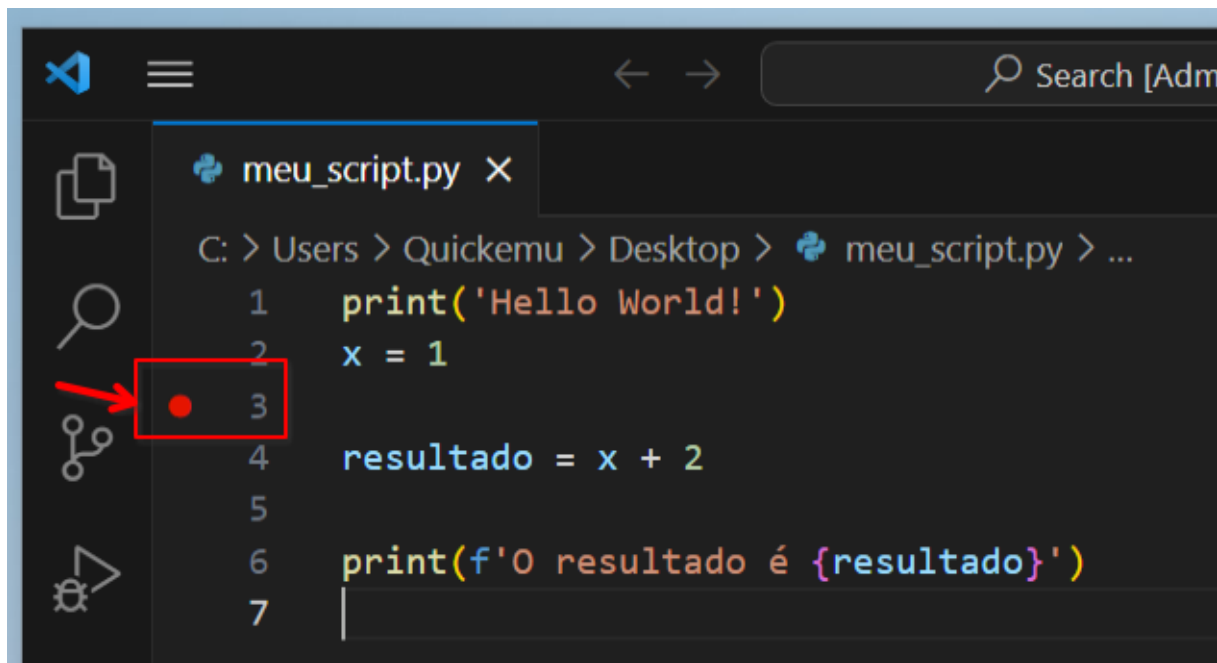 Search [Adm
meu_script.py
C: > Users > Quickemu > Desktop > meu_script.py > ...
1 print('Hello World!')
2 x = 1
3
4 resultado = x + 2
5
6 print(f'O resultado é {resultado}')
7